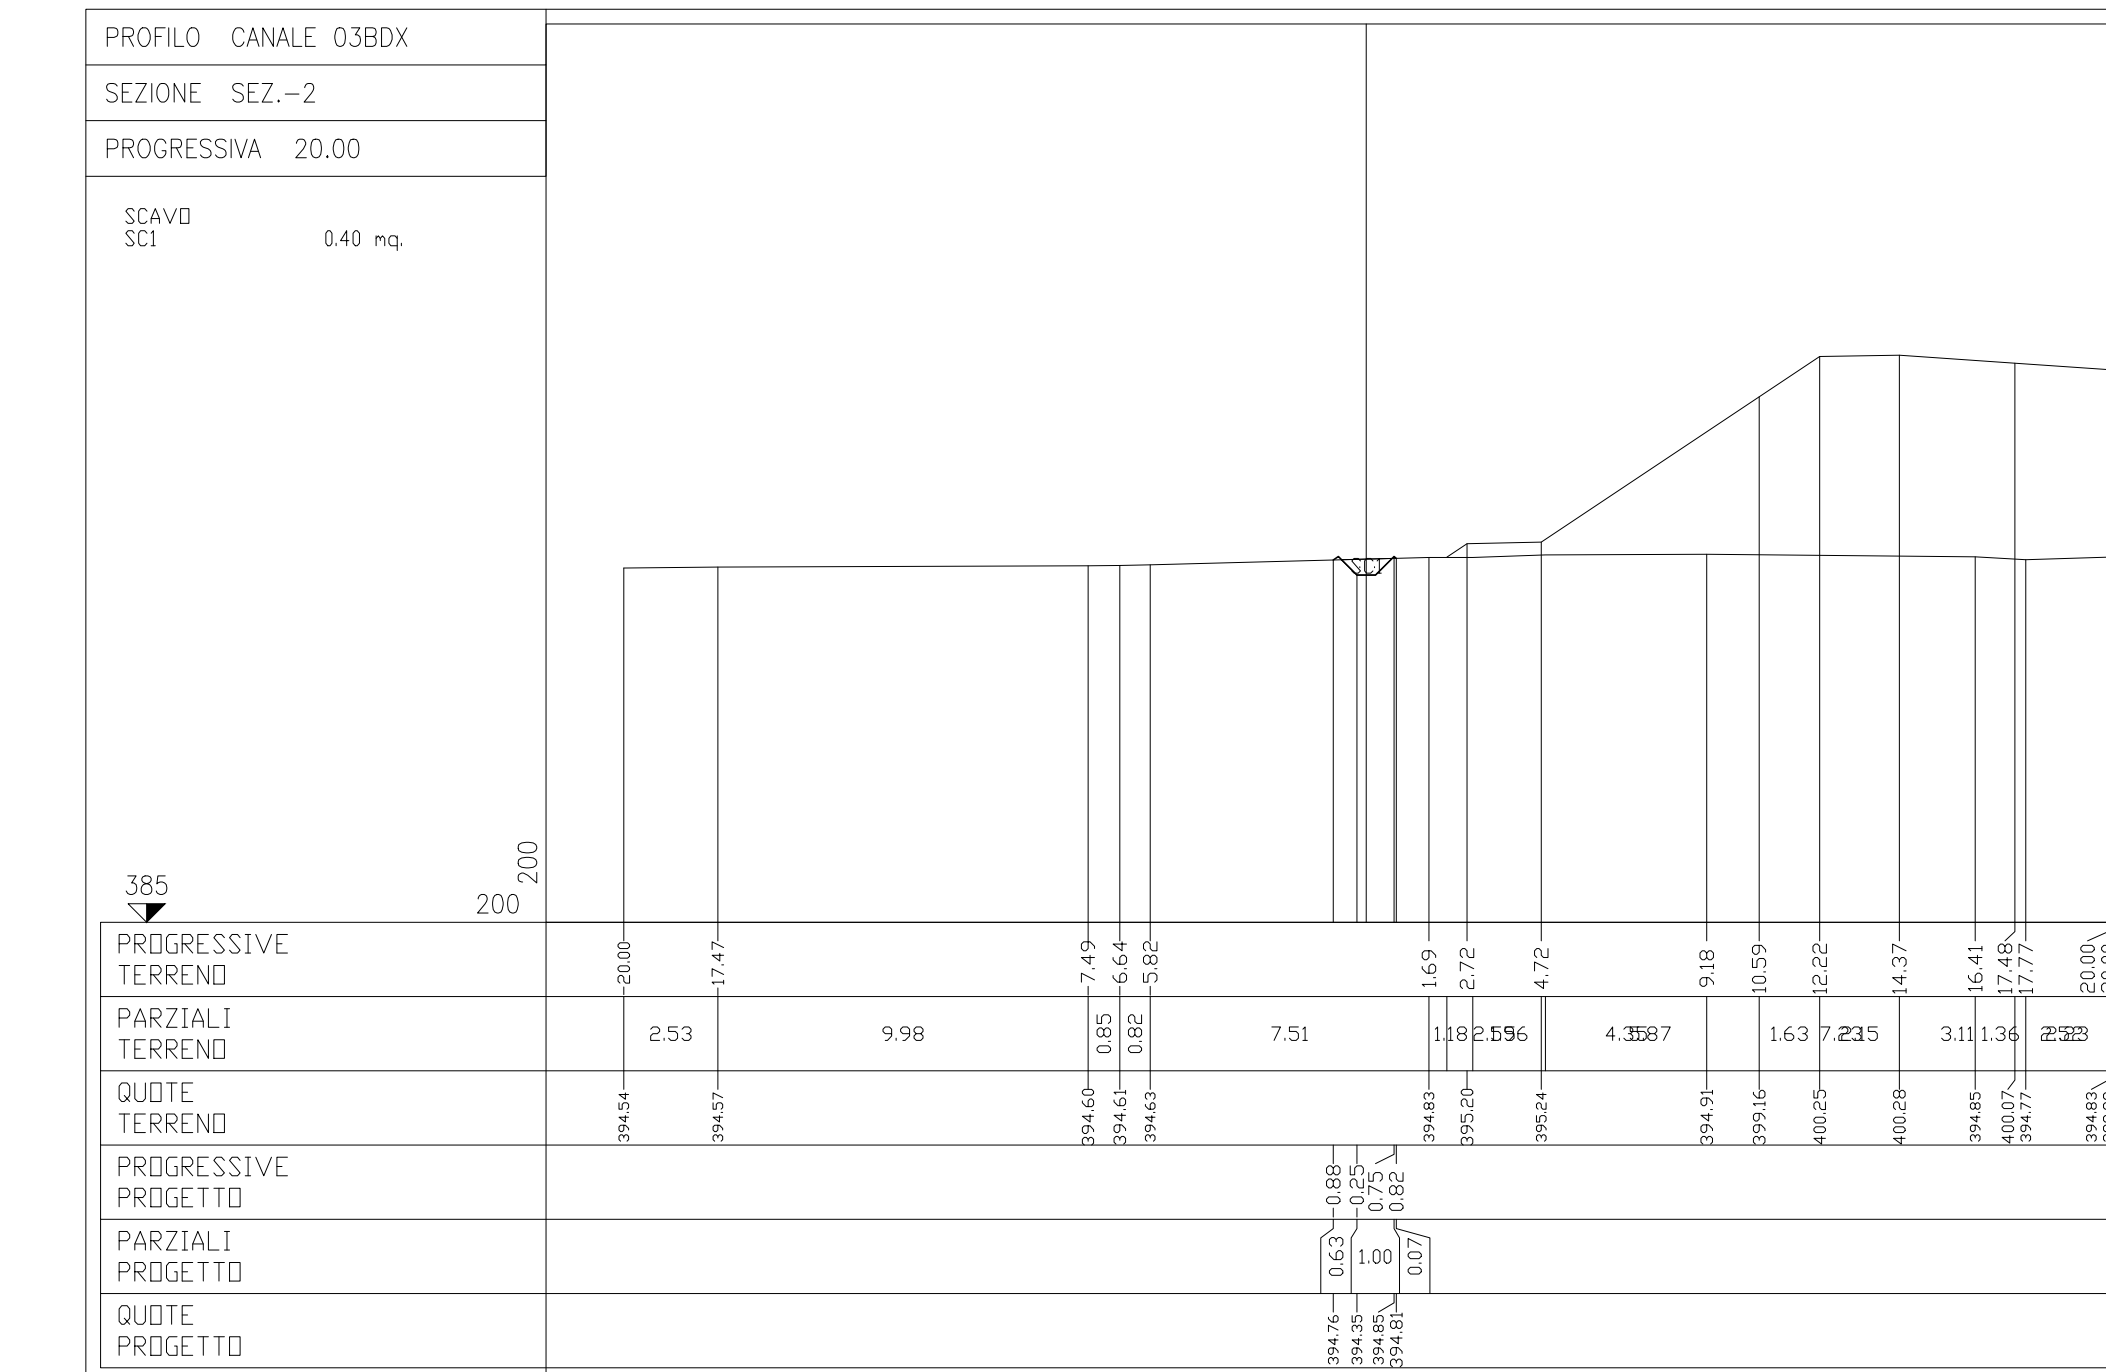 PROFILO CANALE 03BDX
SEZIONE SEZ.-2
PROGRESSIVA 20.00
SCAVO
SC1 0.40 mq.
385
200
200
PROGRESSIVE
TERRENO
-20.00 -17.47 -7.49 -6.64 -5.82 1.69 2.72 4.72 9.18 10.59 12.22 14.37 16.41 17.48 17.77 20.00
PARZIALI
TERRENO
2.53 9.98 0.85 0.82 7.51 1.18 1.63 3.11 1.36
QUOTE
TERRENO
394.54 394.57 394.60 394.61 394.63 394.83 395.20 395.24 394.91 399.16 400.25 400.28 394.85 400.07 394.77 394.83
PROGRESSIVE
PROGETTO
-0.88 -0.25 0.75 0.82
PARZIALI
PROGETTO
0.63 1.00 0.07
QUOTE
PROGETTO
394.76 394.35 394.85 394.81